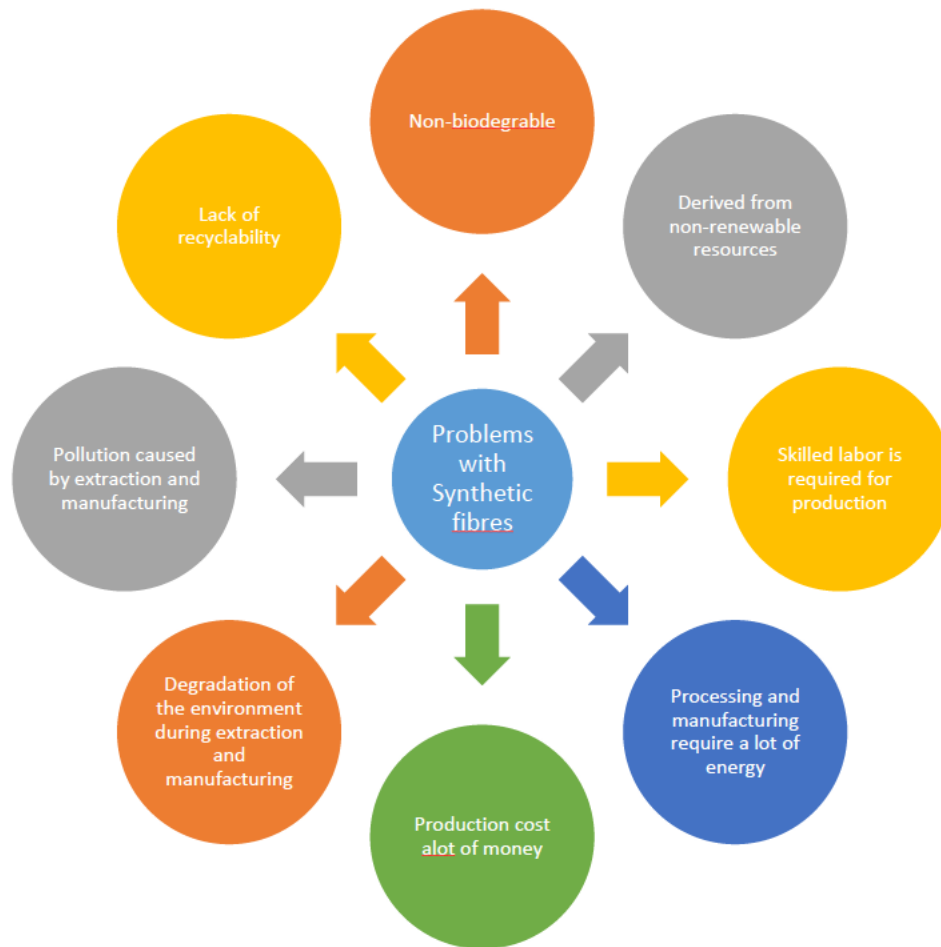 Non-biodegrable
Lack of
recyclability
Derived from
non-renewable
resources
Problems
with
Synthetic
fibres
Pollution caused
by extraction and
manufacturing
Skilled labor is
required for
production
Degradation of
the environment
during extraction
and
manufacturing
Processing and
manufacturing
require a lot of
energy
Production cost
alot of money